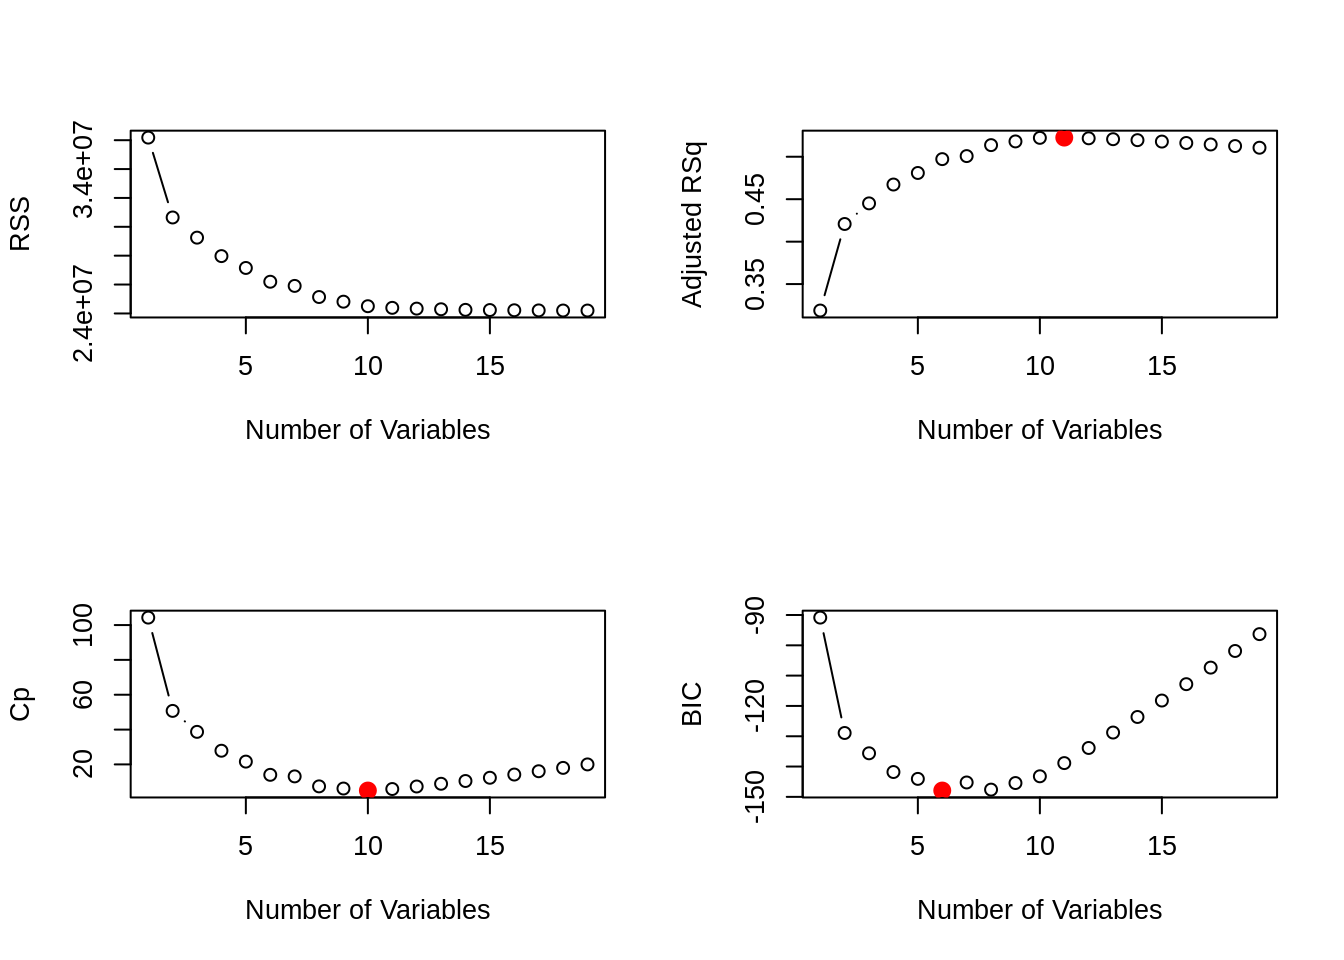 RSS
3.4e+07
2.4e+07
5 10 15
Number of Variables
Adjusted RSq
0.45
0.35
5 10 15
Number of Variables
Cp
100
60
20
5 10 15
Number of Variables
BIC
-90
-120
-150
5 10 15
Number of Variables